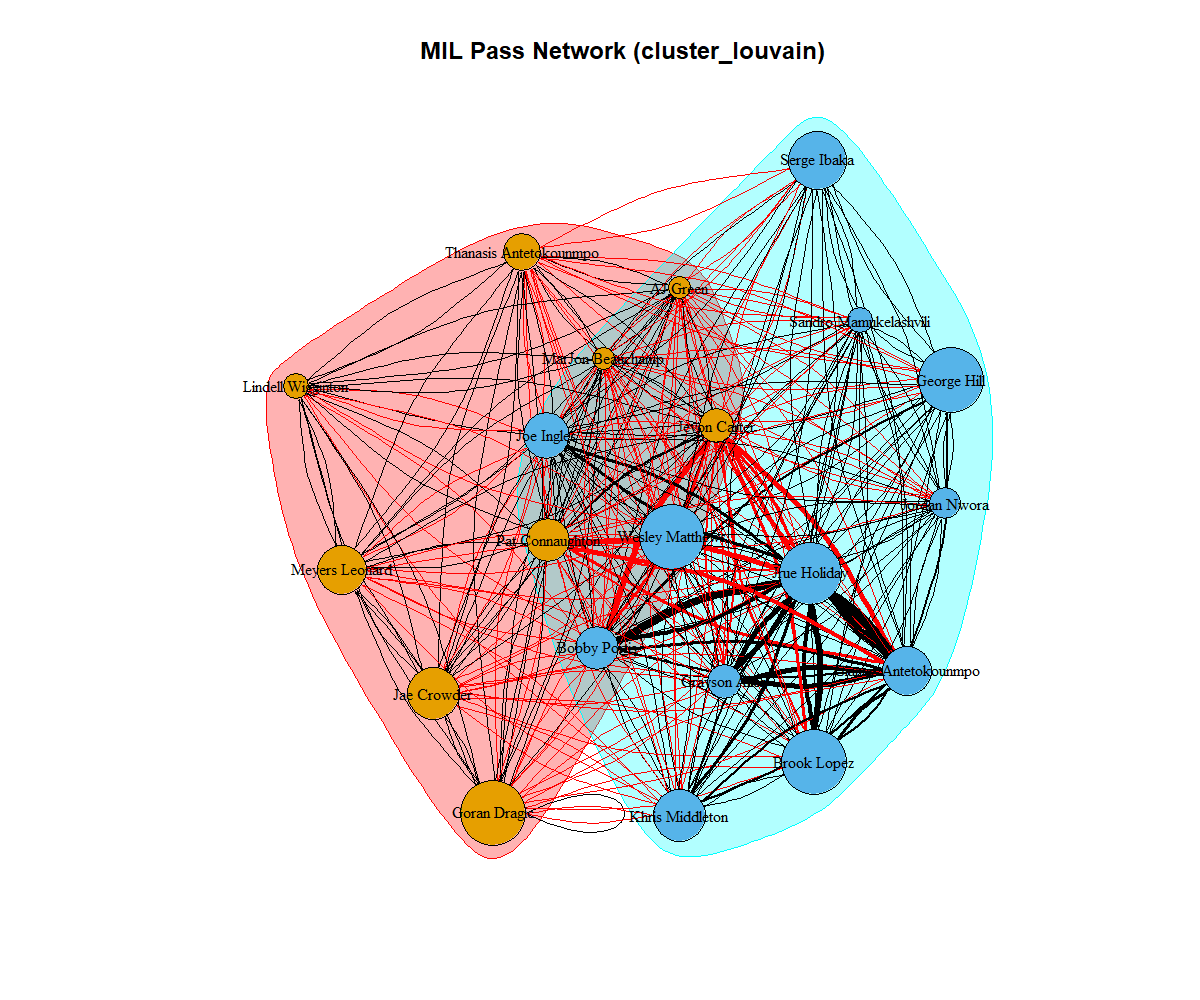 MIL Pass Network (cluster_louvain)
Serge Ibaka
Thanasis Antetokounmpo
AJ Green
Sandro Mamukelashvili
MarJon Beauchamp
George Hill
Lindell Wigginton
Jevon Carter
Joe Ingles
Jordan Nwora
Wesley Matthews
Pat Connaughton
Meyers Leonard
Jrue Holiday
Bobby Portis
Antetokounmpo
Grayson
Jae Crowder
Brook Lopez
Goran Dragic
Khris Middleton